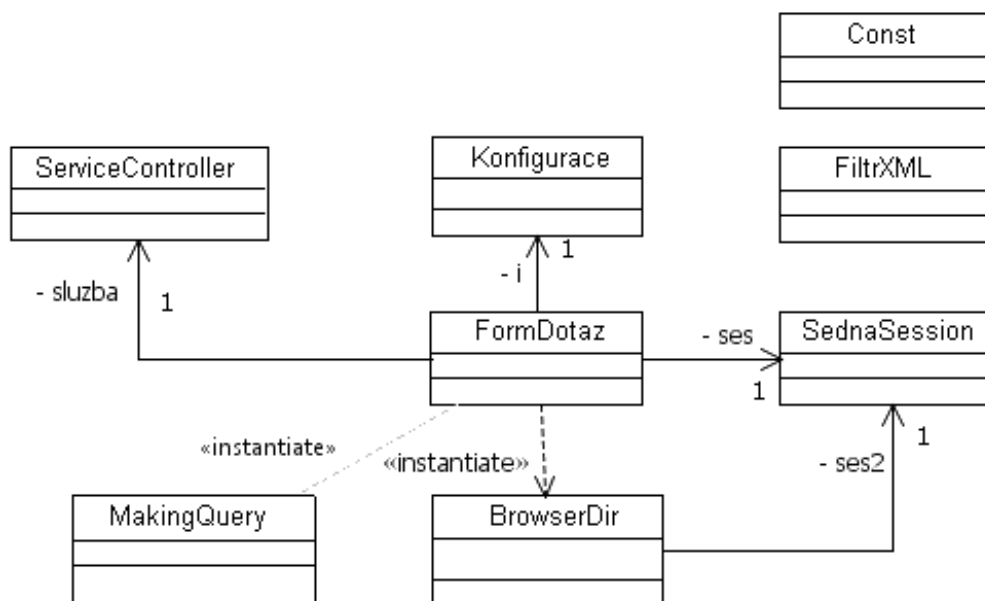 Const
ServiceController
Konfigurace
FiltrXML
- sluzba
1
- i
1
FormDotaz
- ses
1
SednaSession
«instantiate»
«instantiate»
- ses2
1
MakingQuery
BrowserDir